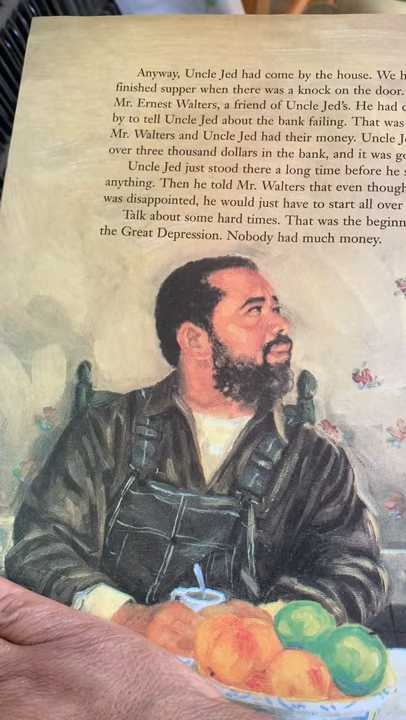 Anyway, Uncle Jed had come by the house. We h
finished supper when there was a knock on the door.
Mr. Ernest Walters, a friend of Uncle Jed's. He had c
by to tell Uncle Jed about the bank failing. That was
Mr. Walters and Uncle Jed had their money. Uncle Je
over three thousand dollars in the bank, and it was go
Uncle Jed just stood there a long time before he s
anything. Then he told Mr. Walters that even though
was disappointed, he would just have to start all over
Talk about some hard times. That was the beginn
the Great Depression. Nobody had much money.